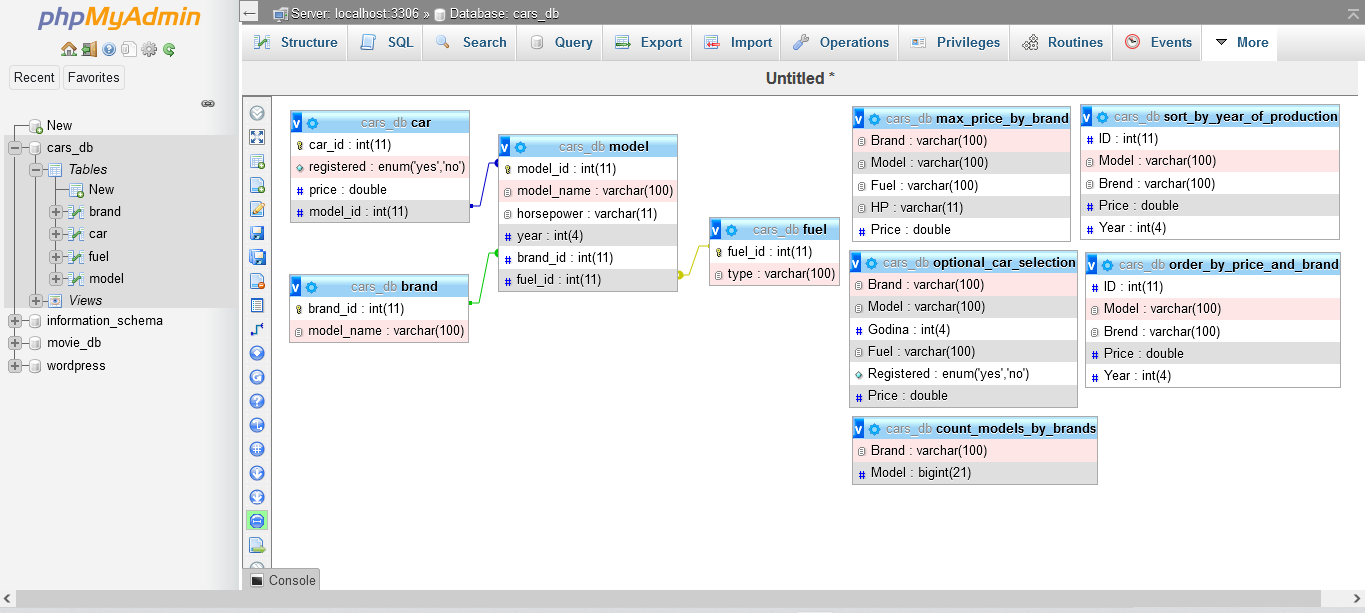 phpMyAdmin
Recent Favorites
New
cars_db
Tables
New
brand
car
fuel
model
Views
information_schema
movie_db
wordpress
Server: localhost:3306 » Database: cars_db
Structure SQL Search Query Export Import Operations Privileges Routines Events More
Untitled *
cars_db car
car_id : int(11)
registered : enum('yes','no')
price : double
model_id : int(11)
cars_db brand
brand_id : int(11)
model_name : varchar(100)
cars_db model
model_id : int(11)
model_name : varchar(100)
horsepower : varchar(11)
year : int(4)
brand_id : int(11)
fuel_id : int(11)
cars_db fuel
fuel_id : int(11)
type : varchar(100)
cars_db max_price_by_brand
Brand : varchar(100)
Model : varchar(100)
Fuel : varchar(100)
HP : varchar(11)
Price : double
cars_db sort_by_year_of_production
ID : int(11)
Model : varchar(100)
Brend : varchar(100)
Price : double
Year : int(4)
cars_db optional_car_selection
Brand : varchar(100)
Model : varchar(100)
Godina : int(4)
Fuel : varchar(100)
Registered : enum('yes','no')
Price : double
cars_db order_by_price_and_brand
ID : int(11)
Model : varchar(100)
Brend : varchar(100)
Price : double
Year : int(4)
cars_db count_models_by_brands
Brand : varchar(100)
Model : bigint(21)
Console